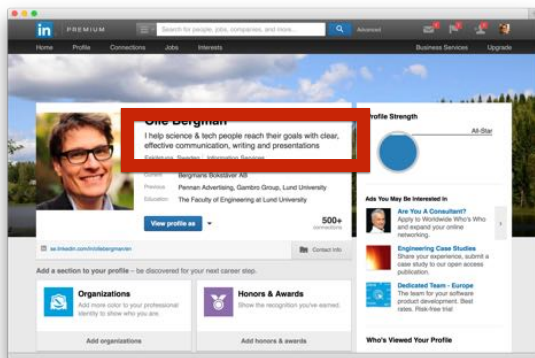 in PREMIUM Search for people, jobs, companies, and more... Advanced
Home Profile Connections Jobs Interests Business Services Upgrade
Olle Bergman
I help science & tech people reach their goals with clear,
effective communication, writing and presentations
Sweden Information Services
Current Bergmans Bokstäver AB
Previous Pennan Advertising, Gambro Group, Lund University
Education The Faculty of Engineering at Lund University
View profile as
500+
connections
Contact Info
Add a section to your profile – be discovered for your next career step.
Organizations
Add more color to your professional
identity to show who you are.
Add organizations
Honors & Awards
Show the recognition you've earned.
Add honors & awards
Profile Strength
All-Star
Ads You May Be Interested In
Are You A Consultant?
Apply to Worldwide Who's Who
and expand your online
networking.
Engineering Case Studies
Share your experience, submit a
case study to our open access
publication.
Dedicated Team - Europe
The team for your software
product development. Best
rates. Risk-free trial
Who's Viewed Your Profile